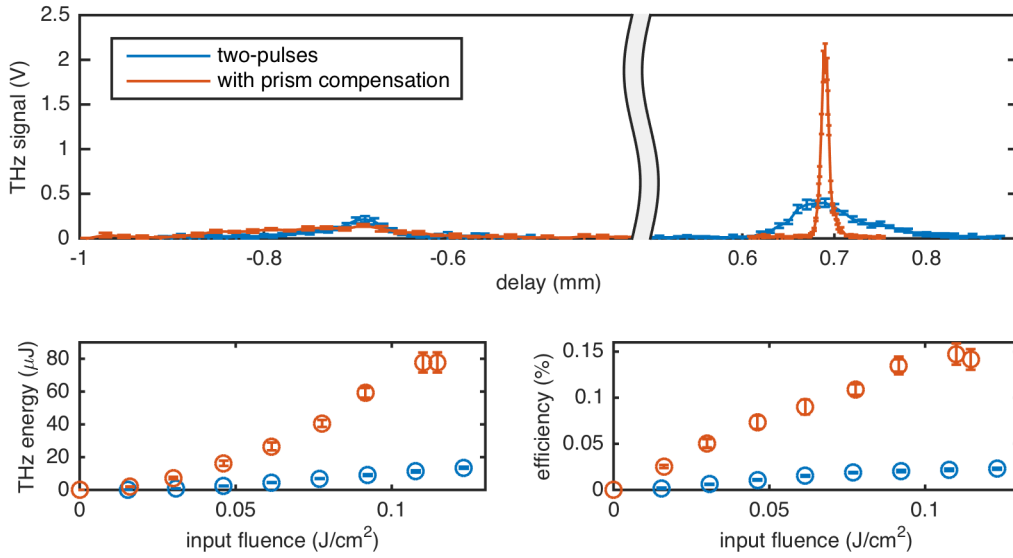 2.5
2
1.5
1
0.5
0
THz signal (V)
two-pulses
with prism compensation
-1 -0.8 -0.6 0.6 0.7 0.8
delay (mm)
80
60
40
20
0
THz energy (μJ)
0 0.05 0.1
input fluence (J/cm²)
0.15
0.1
0.05
0
efficiency (%)
0 0.05 0.1
input fluence (J/cm²)